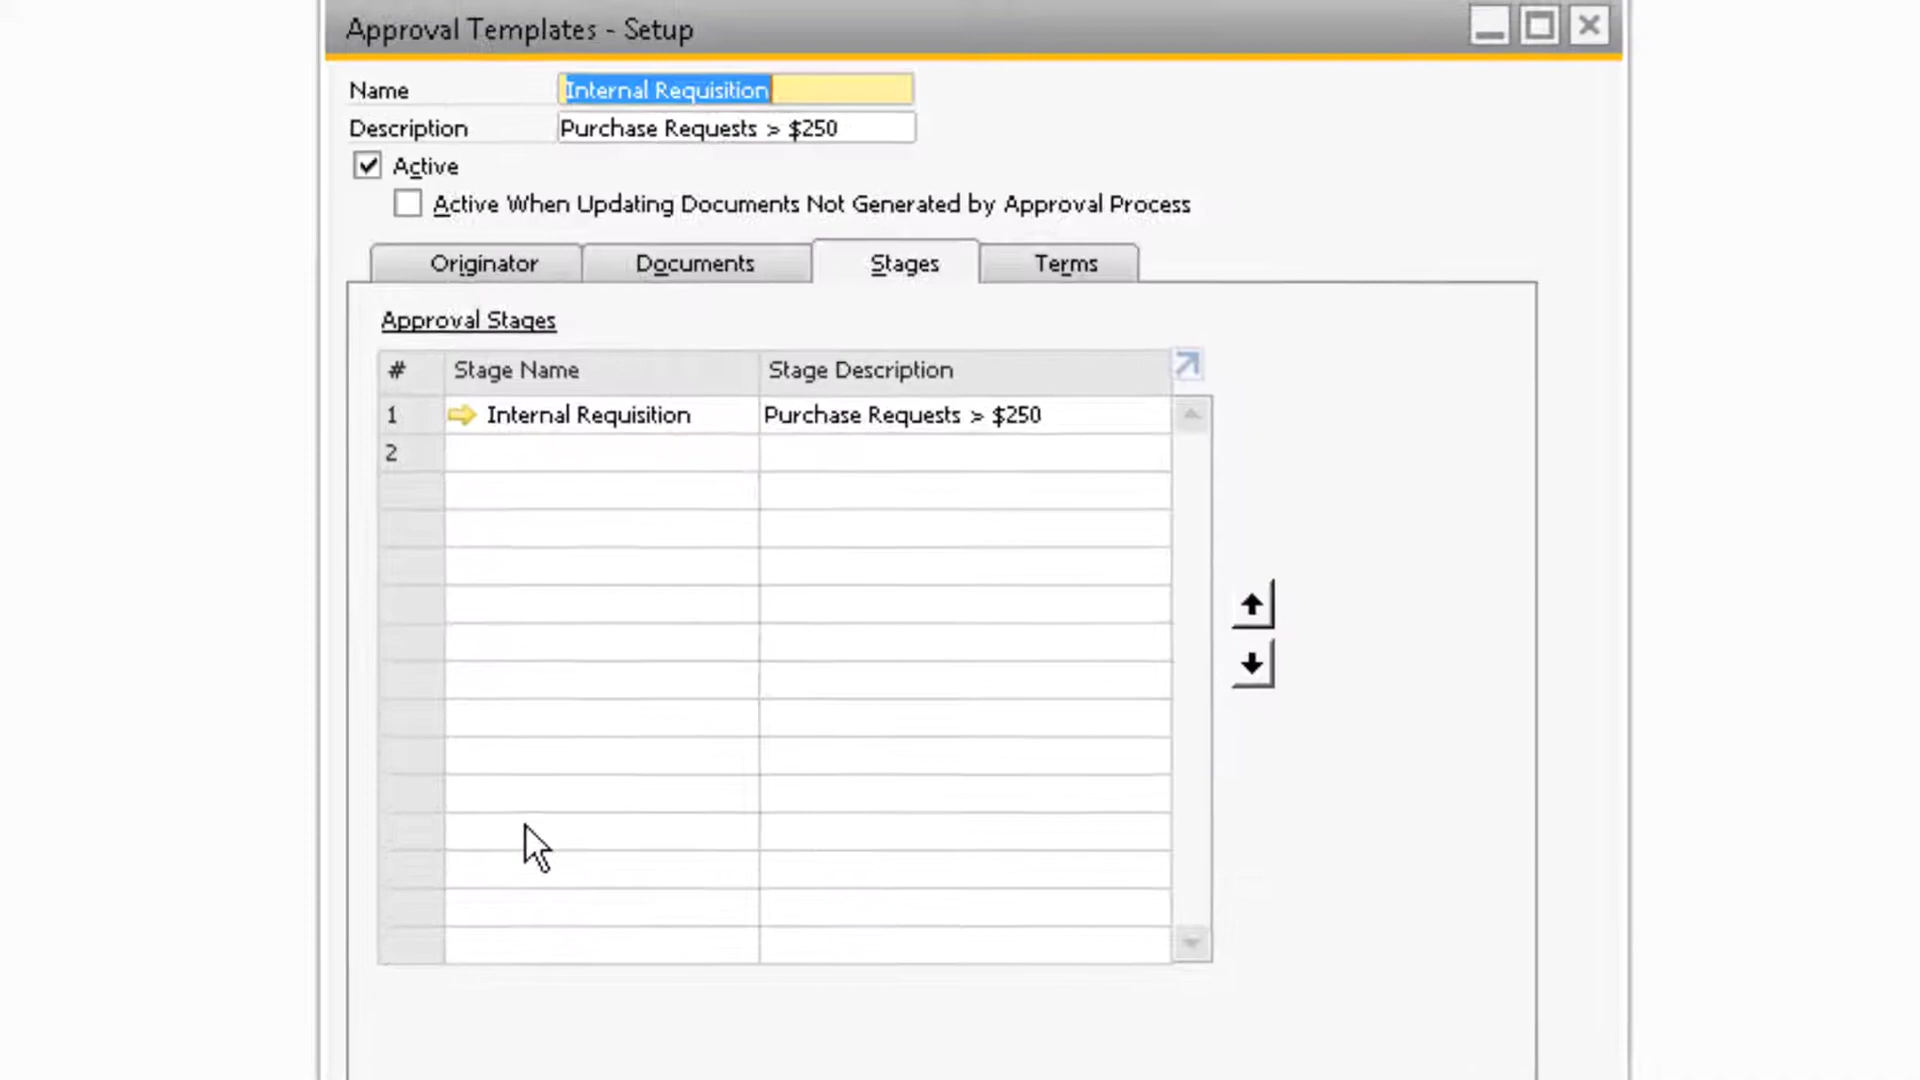 Approval Templates - Setup
Name Internal Requisition
Description Purchase Requests > $250
Active
Active When Updating Documents Not Generated by Approval Process
Originator Documents Stages Terms
Approval Stages
# Stage Name Stage Description
1 Internal Requisition Purchase Requests > $250
2